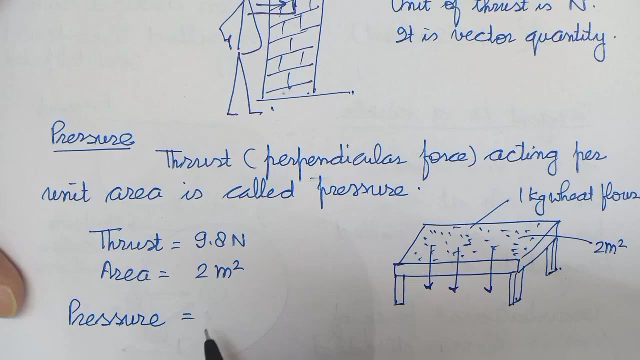 Unit of thrust is N.
It is vector quantity.
Pressure
Thrust (perpendicular force) acting per
unit area is called pressure.
1 kg wheat flour
Thrust = 9.8 N
2m²
Area = 2 m²
Pressure =